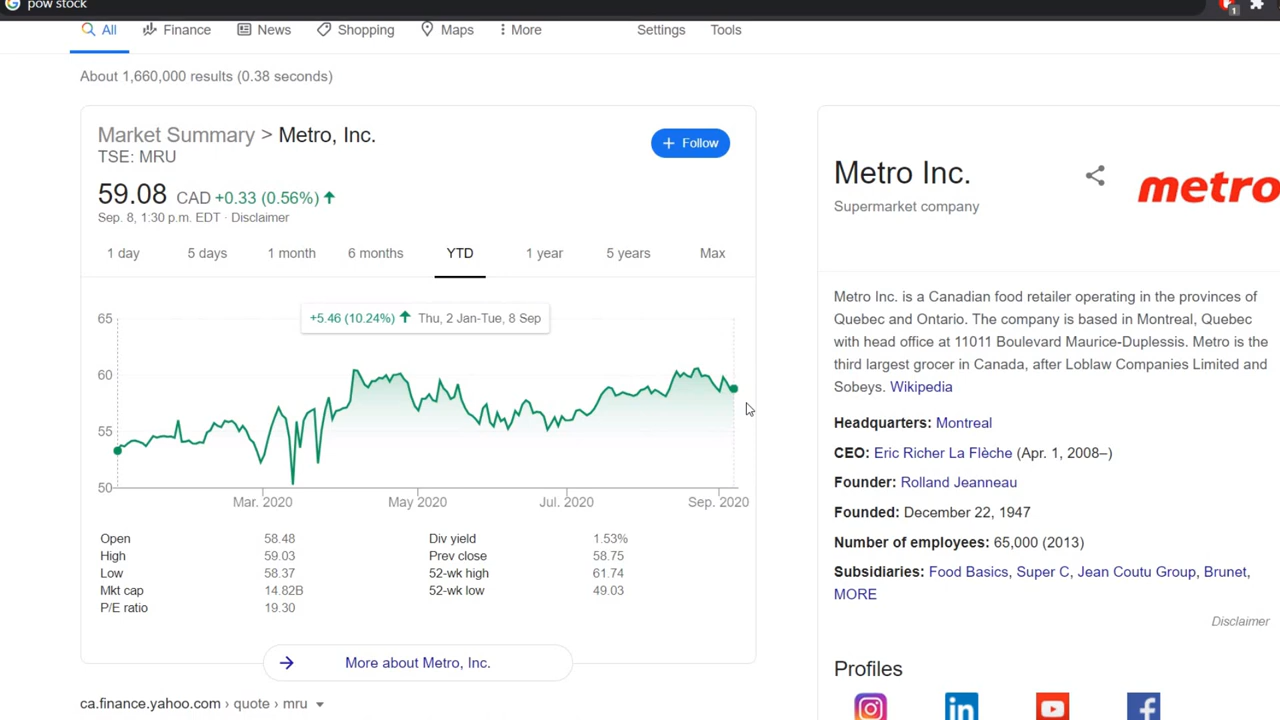 pow stock
1
All
Finance
News
Shopping
Maps
More
Settings
Tools
About 1,660,000 results (0.38 seconds)
Market Summary > Metro, Inc.
TSE: MRU
+ Follow
59.08 CAD +0.33 (0.56%)
Sep. 8, 1:30 p.m. EDT · Disclaimer
1 day
5 days
1 month
6 months
YTD
1 year
5 years
Max
+5.46 (10.24%) Thu, 2 Jan-Tue, 8 Sep
65
60
55
50
Mar. 2020
May 2020
Jul. 2020
Sep. 2020
Open 58.48
High 59.03
Low 58.37
Mkt cap 14.82B
P/E ratio 19.30
Div yield 1.53%
Prev close 58.75
52-wk high 61.74
52-wk low 49.03
More about Metro, Inc.
ca.finance.yahoo.com › quote › mru
Metro Inc.
Supermarket company
metro
Metro Inc. is a Canadian food retailer operating in the provinces of
Quebec and Ontario. The company is based in Montreal, Quebec
with head office at 11011 Boulevard Maurice-Duplessis. Metro is the
third largest grocer in Canada, after Loblaw Companies Limited and
Sobeys. Wikipedia
Headquarters: Montreal
CEO: Eric Richer La Flèche (Apr. 1, 2008–)
Founder: Rolland Jeanneau
Founded: December 22, 1947
Number of employees: 65,000 (2013)
Subsidiaries: Food Basics, Super C, Jean Coutu Group, Brunet,
MORE
Disclaimer
Profiles